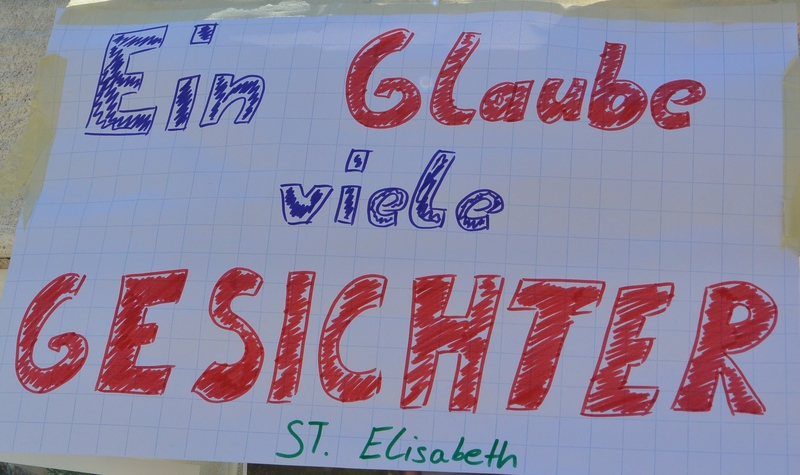 Ein Glaube
viele
GESICHTER
ST. Elisabeth